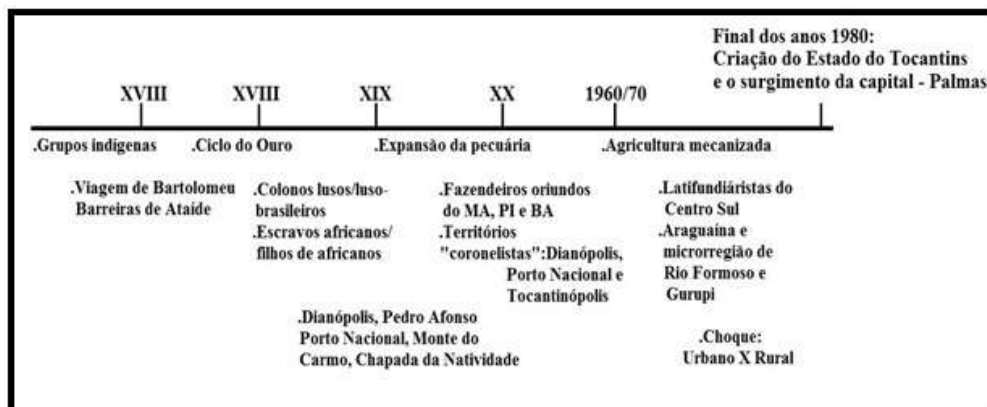 Final dos anos 1980:
Criação do Estado do Tocantins
e o surgimento da capital - Palmas
XVIII XVIII XIX XX 1960/70
.Grupos indígenas .Ciclo do Ouro .Expansão da pecuária .Agricultura mecanizada
.Viagem de Bartolomeu
Barreiras de Ataíde
.Colonos lusos/luso-
brasileiros
.Escravos africanos/
filhos de africanos
.Fazendeiros oriundos
do MA, PI e BA
.Territórios
"coronelistas":Dianópolis,
Porto Nacional e
Tocantinópolis
.Latifundiáristas do
Centro Sul
.Araguaína e
microrregião de
Rio Formoso e
Gurupi
.Dianópolis, Pedro Afonso
Porto Nacional, Monte do
Carmo, Chapada da Natividade
.Choque:
Urbano X Rural